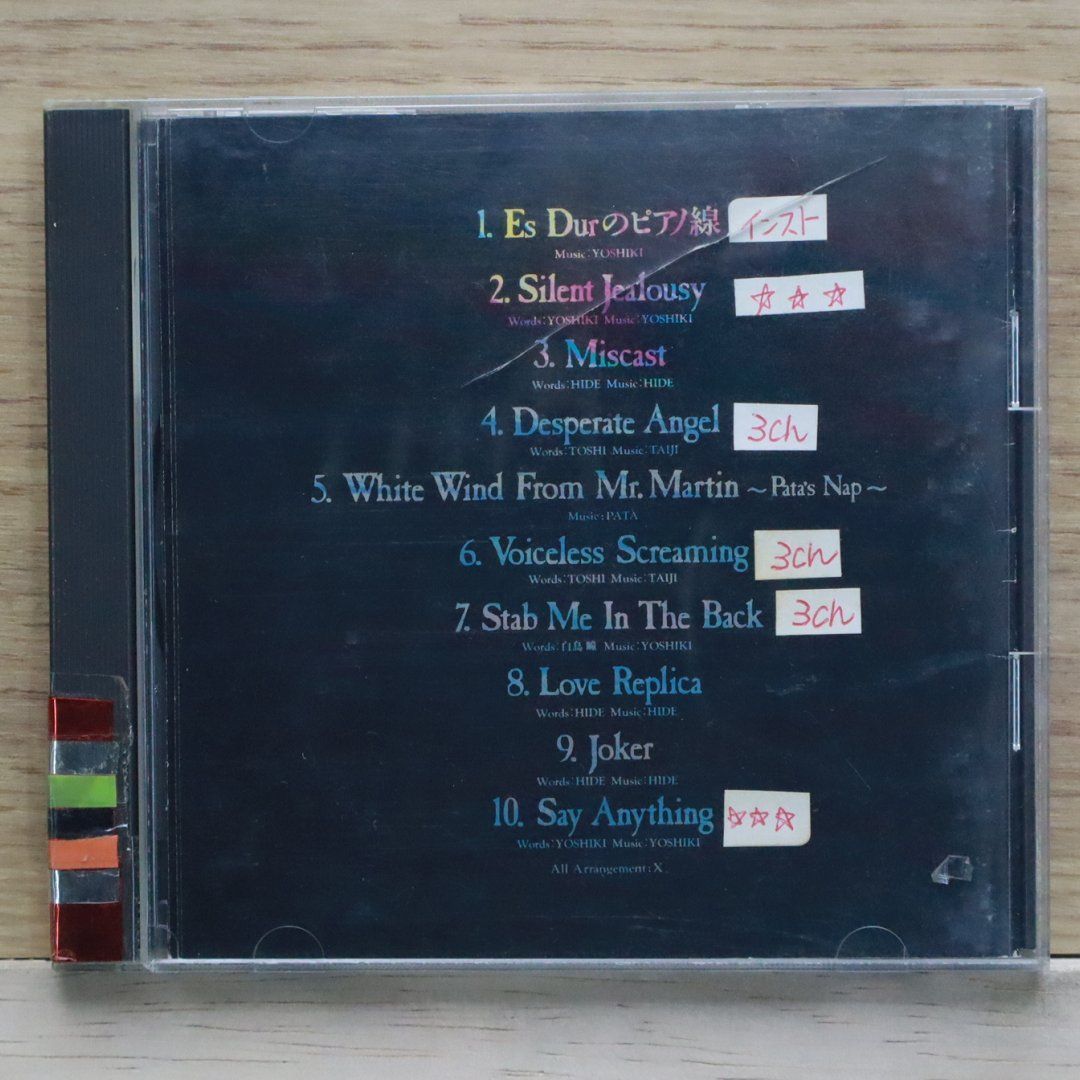 1. Es Durのピアノ線 インスト
Music:YOSHIKI
2. Silent Jealousy ☆☆☆
Words:YOSHIKI Music:YOSHIKI
3. Miscast
Words:HIDE Music:HIDE
4. Desperate Angel 3ch
Words:TOSHI Music:TAIJI
5. White Wind From Mr. Martin ～Pata's Nap～
Music:PATA
6. Voiceless Screaming 3ch
Words:TOSHI Music:TAIJI
7. Stab Me In The Back 3ch
Words:白鳥 瞳 Music:YOSHIKI
8. Love Replica
Words:HIDE Music:HIDE
9. Joker
Words:HIDE Music:HIDE
10. Say Anything ☆☆☆
Words:YOSHIKI Music:YOSHIKI
All Arrangement:X